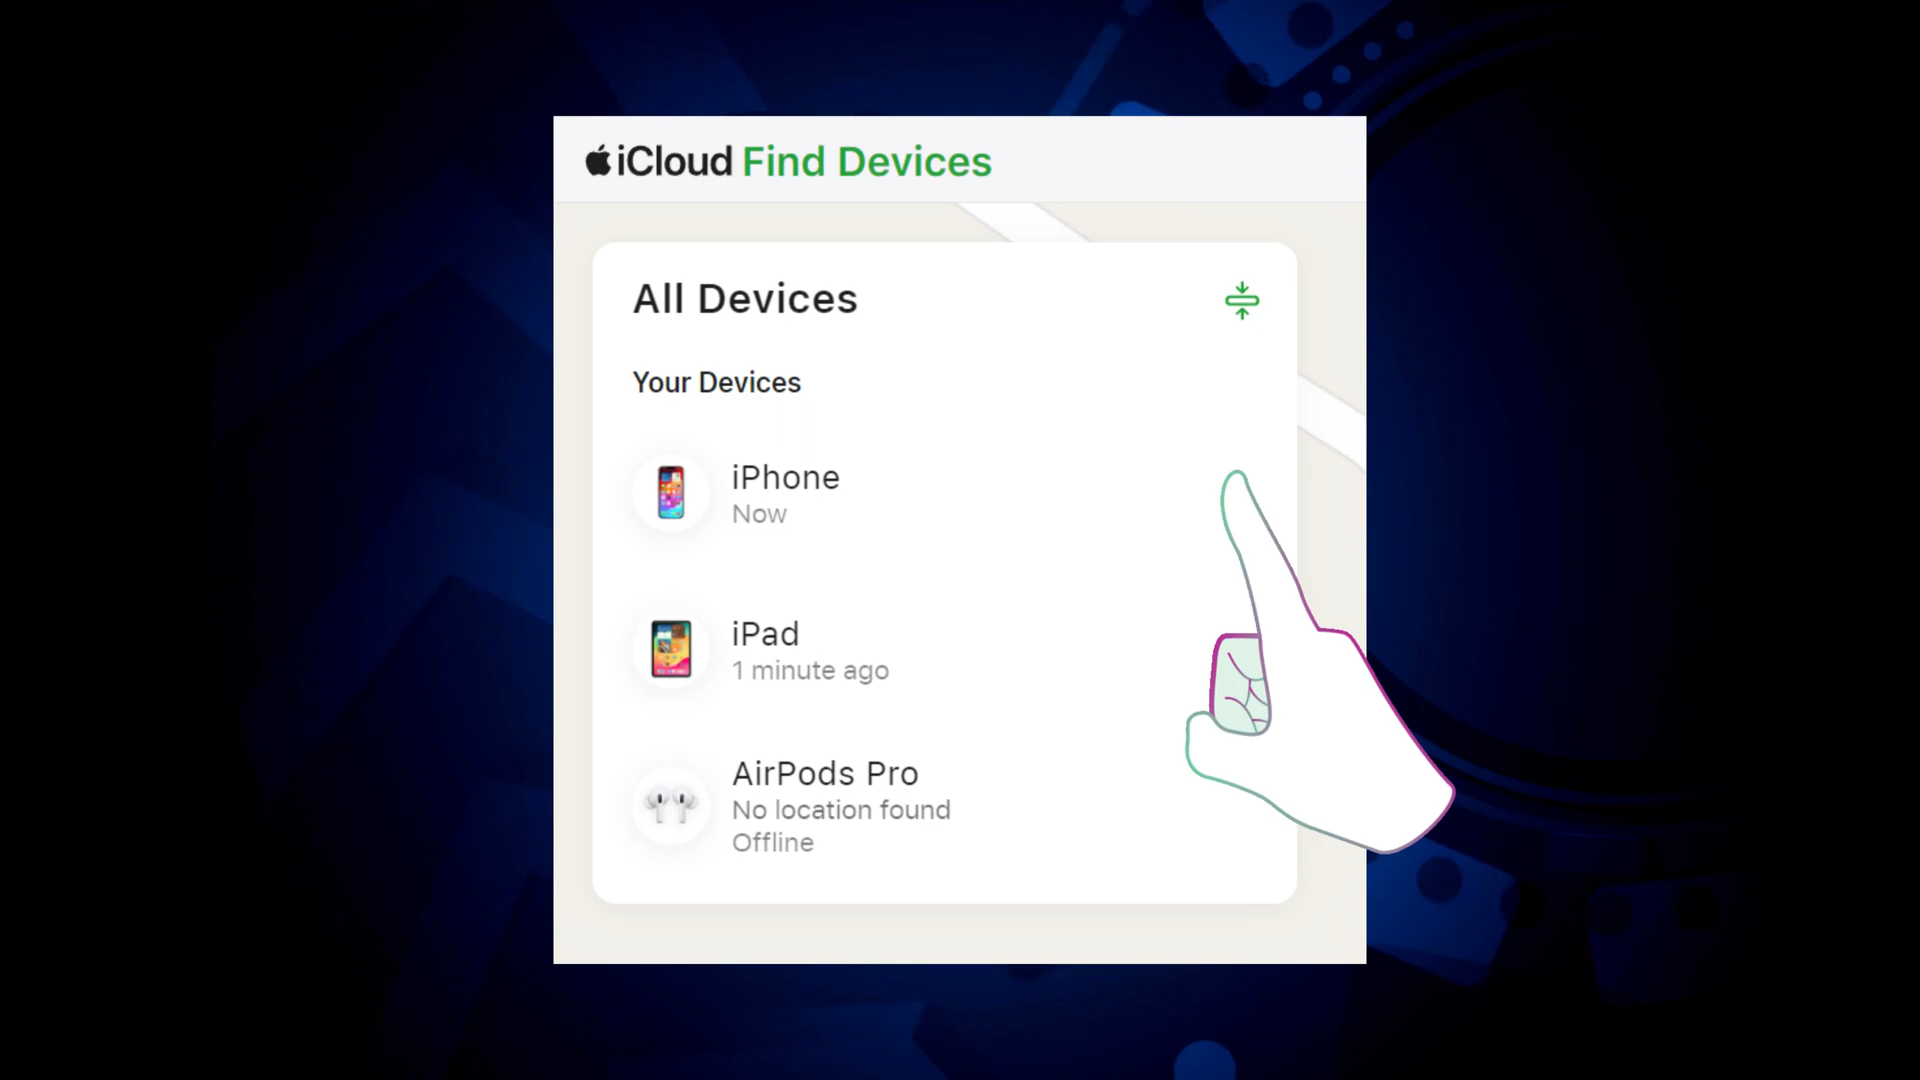 iCloud Find Devices
All Devices
Your Devices
iPhone
Now
iPad
1 minute ago
AirPods Pro
No location found
Offline